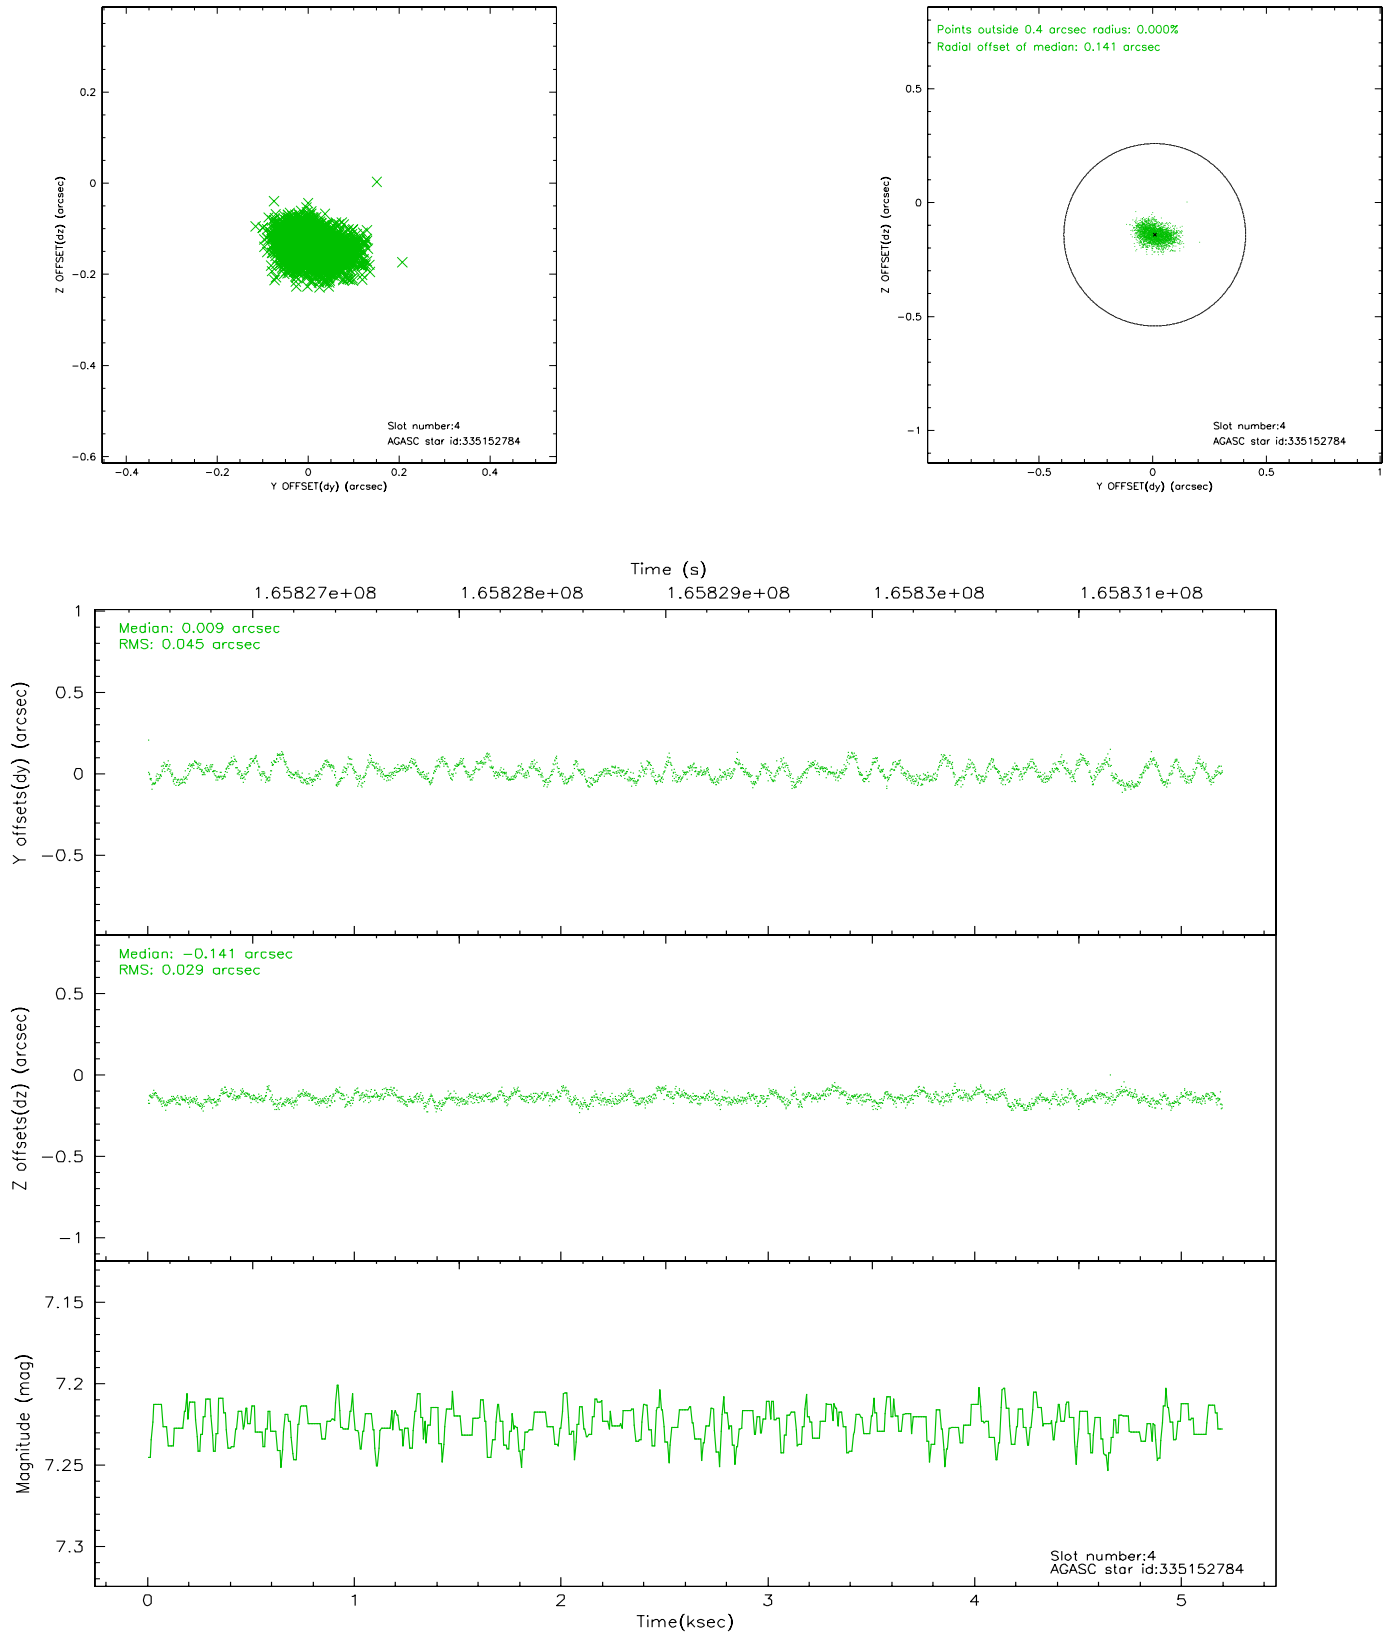 0.2
0
−0.2
−0.4
−0.6
−0.4
−0.2
0
0.2
0.4
Z OFFSET(dz) (arcsec)
Y OFFSET(dy) (arcsec)
Slot number:4
AGASC star id:335152784
Points outside 0.4 arcsec radius: 0.000%
Radial offset of median: 0.141 arcsec
0.5
0
−0.5
−1
−0.5
0
0.5
1
Z OFFSET(dz) (arcsec)
Y OFFSET(dy) (arcsec)
Slot number:4
AGASC star id:335152784
Time (s)
1.65827e+08
1.65828e+08
1.65829e+08
1.6583e+08
1.65831e+08
Median: 0.009 arcsec
RMS: 0.045 arcsec
1
0.5
0
−0.5
Y offsets(dy) (arcsec)
Median: −0.141 arcsec
RMS: 0.029 arcsec
0.5
0
−0.5
−1
Z offsets(dz) (arcsec)
7.15
7.2
7.25
7.3
Magnitude (mag)
Slot number:4
AGASC star id:335152784
0
1
2
3
4
5
Time(ksec)